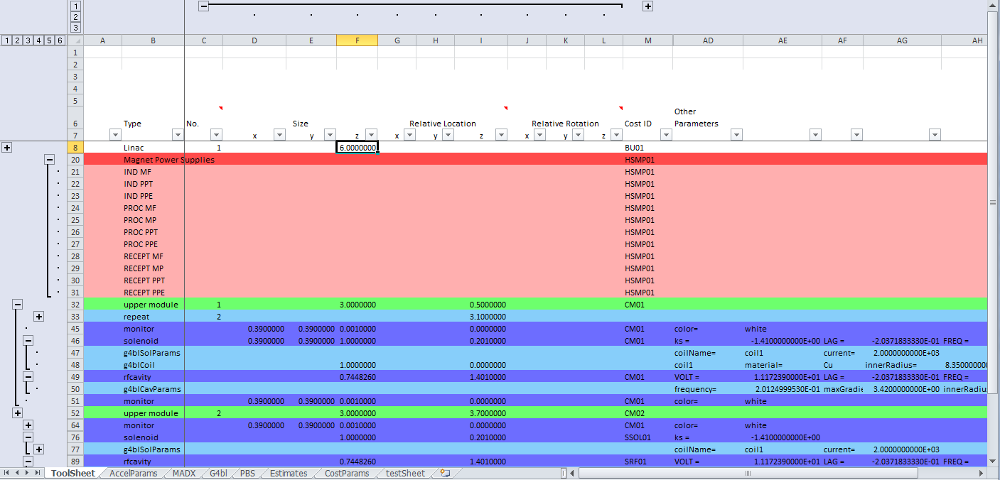 1
2
3
1 2 3 4 5 6 A B C D E F G H I J K L M AD AE AF AG AH
1
2
3
4
5
Other
6 Type No. Size Relative Location Relative Rotation Cost ID Parameters
7 x y z x y z x y z
8 Linac 1 6.0000000 BU01
20 Magnet Power Supplies HSMP01
21 IND MF HSMP01
22 IND PPT HSMP01
23 IND PPE HSMP01
24 PROC MF HSMP01
25 PROC MP HSMP01
26 PROC PPT HSMP01
27 PROC PPE HSMP01
28 RECEPT MF HSMP01
29 RECEPT MP HSMP01
30 RECEPT PPT HSMP01
31 RECEPT PPE HSMP01
32 upper module 1 3.0000000 0.5000000 CM01
33 repeat 2 3.1000000
45 monitor 0.3900000 0.3900000 0.0010000 0.0000000 CM01 color= white
46 solenoid 0.3900000 0.3900000 1.0000000 0.2010000 CM01 ks = -1.4100000000E+00 LAG = -2.0371833330E-01 FREQ =
47 g4blSolParams coilName= coil1 current= 2.0000000000E+03
48 g4blCoil 1.0000000 0.0000000 coil1 material= Cu innerRadius= 8.350000000
49 rfcavity 0.7448260 1.4010000 CM01 VOLT = 1.1172390000E+01 LAG = -2.0371833330E-01 FREQ =
50 g4blCavParams frequency= 2.0124999530E-01 maxGradie 3.4200000000E+00 innerRadiu
51 monitor 0.3900000 0.3900000 0.0010000 0.0000000 CM01 color= white
52 upper module 2 3.0000000 3.7000000 CM02
64 monitor 0.3900000 0.3900000 0.0010000 0.0000000 CM01 color= white
76 solenoid 1.0000000 0.2010000 SSOL01 ks = -1.4100000000E+00
77 g4blSolParams coilName= coil1 current= 2.0000000000E+03
89 rfcavity 0.7448260 1.4010000 SRF01 VOLT = 1.1172390000E+01 LAG = -2.0371833330E-01 FREQ =
ToolSheet AccelParams MADX G4bl PBS Estimates CostParams testSheet